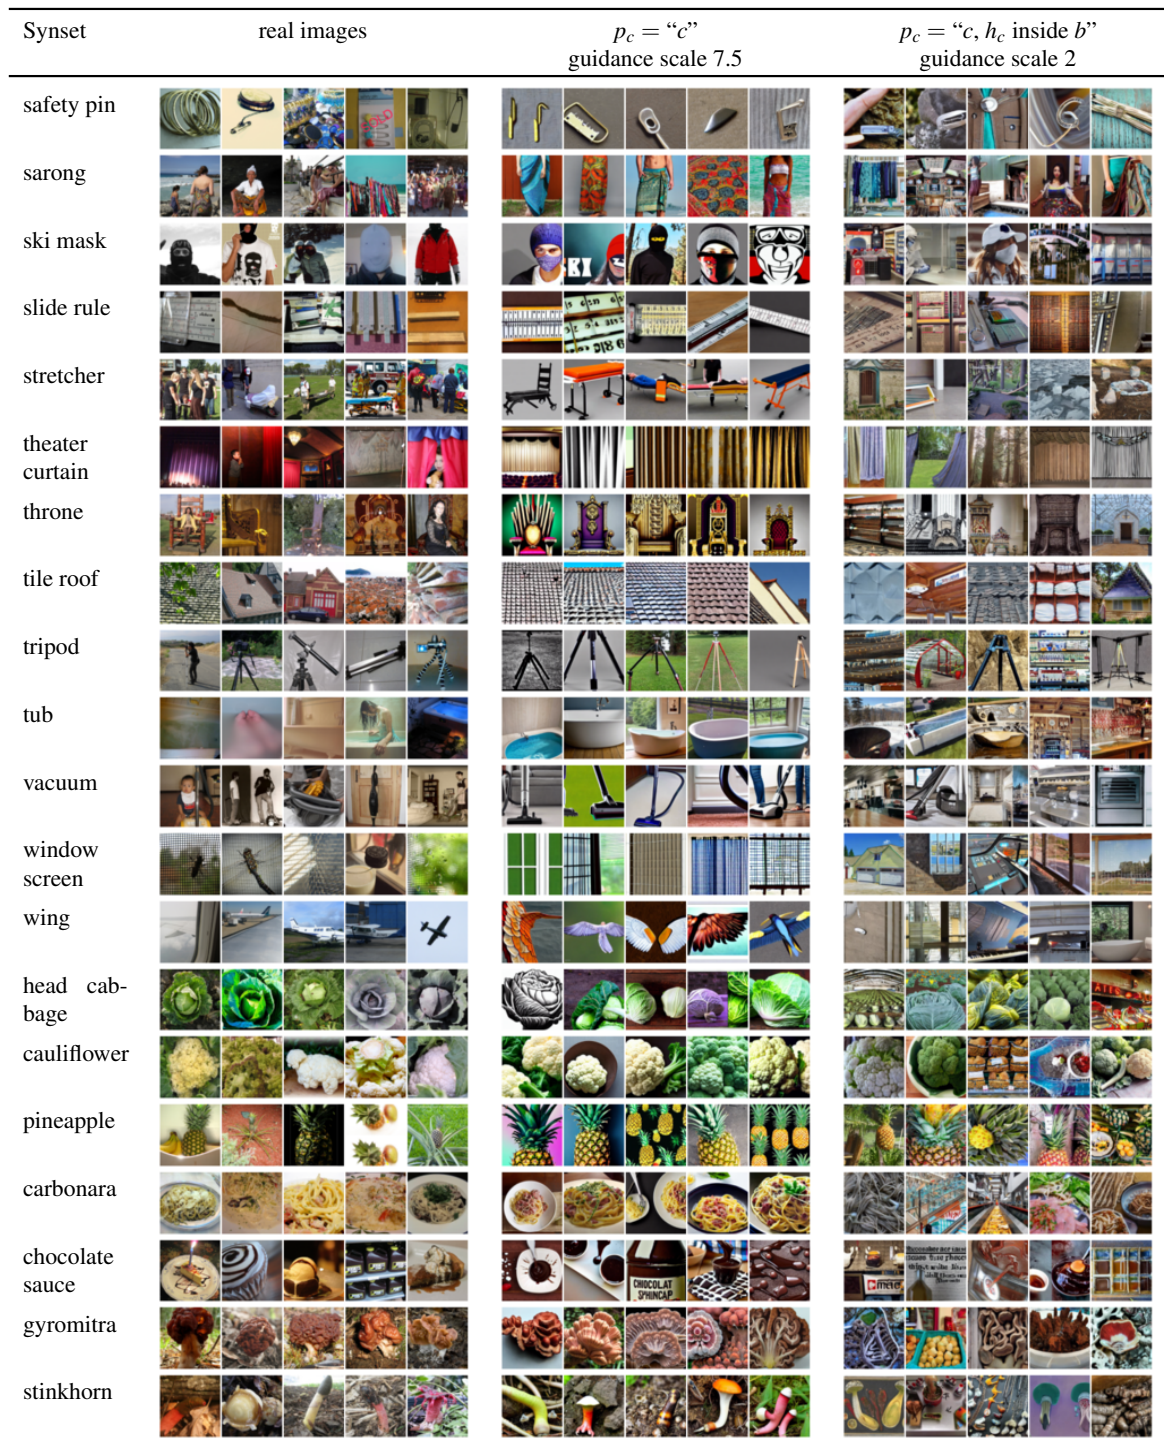 Synset real images p_c = “c” p_c = “c, h_c inside b”
guidance scale 7.5 guidance scale 2
safety pin
sarong
ski mask
SKI
slide rule
stretcher
theater
curtain
throne
tile roof
tripod
tub
vacuum
window
screen
wing
head cab-
bage
cauliflower
pineapple
carbonara
chocolate
sauce
CHOCOLAT
gyromitra
stinkhorn